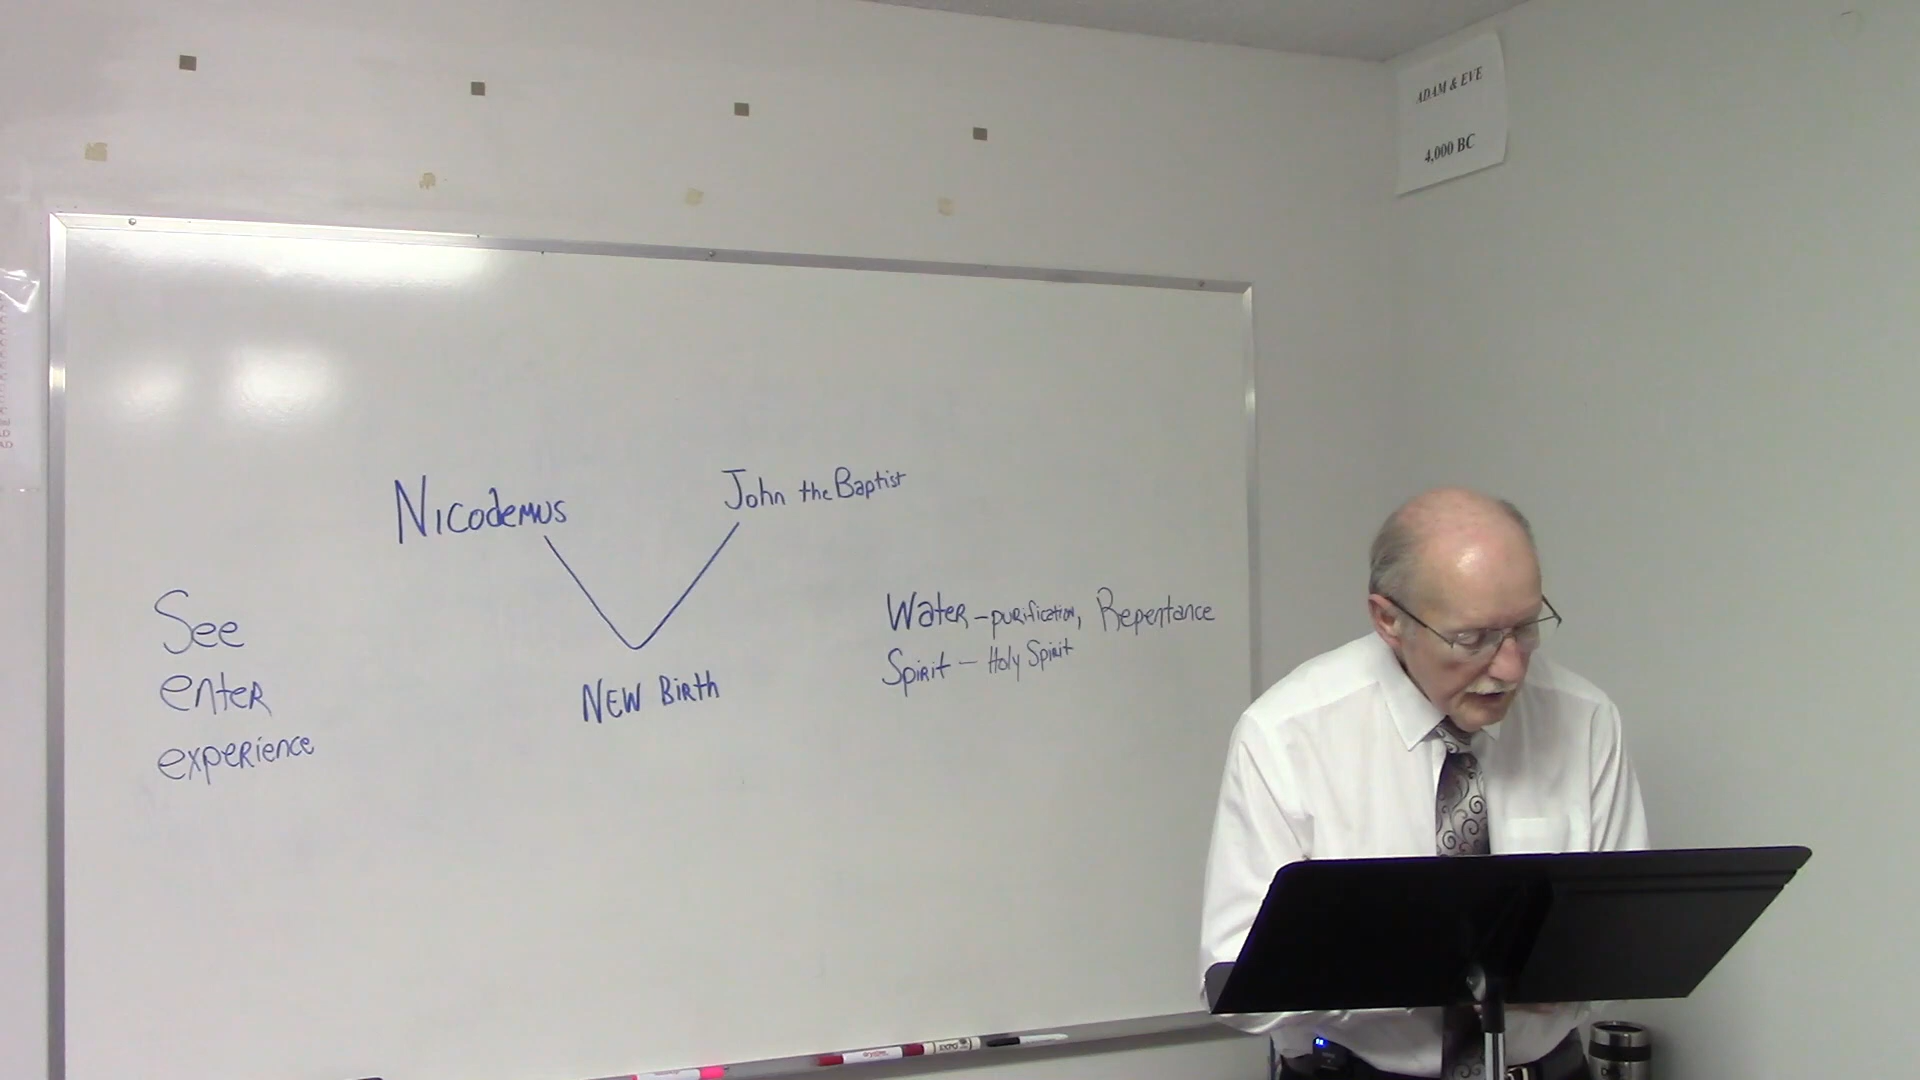 ADAM & EVE
4,000 BC
Nicodemus
John the Baptist
See
enter
experience
New Birth
Water - purification, Repentance
Spirit - Holy Spirit
EXPO